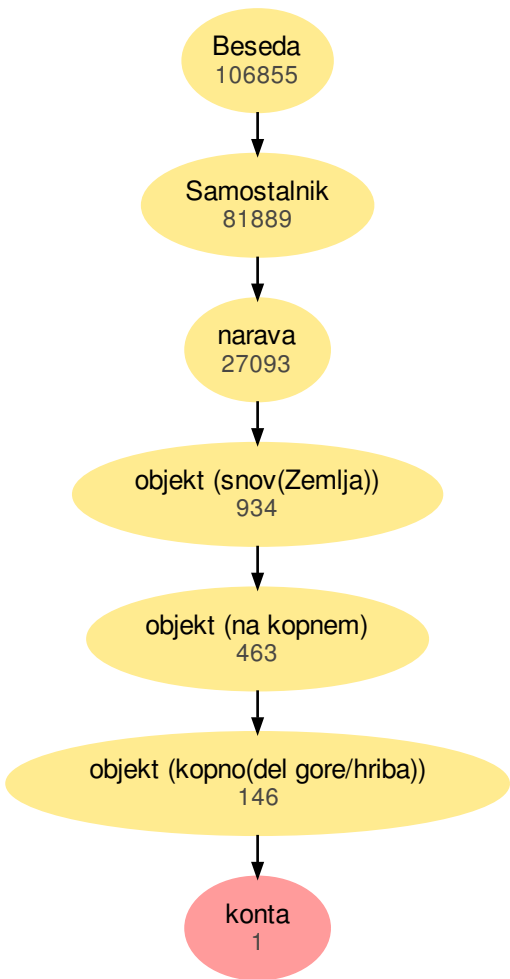 Beseda
106855
Samostalnik
81889
narava
27093
objekt (snov(Zemlja))
934
objekt (na kopnem)
463
objekt (kopno(del gore/hriba))
146
konta
1